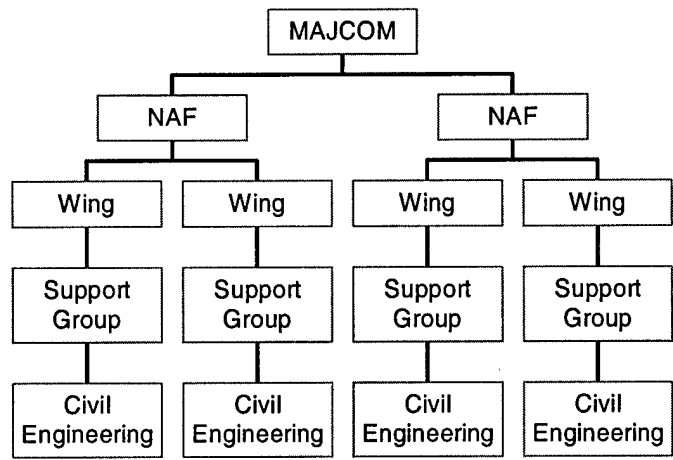 MAJCOM
NAF
NAF
Wing
Wing
Wing
Wing
Support
Group
Support
Group
Support
Group
Support
Group
Civil
Engineering
Civil
Engineering
Civil
Engineering
Civil
Engineering